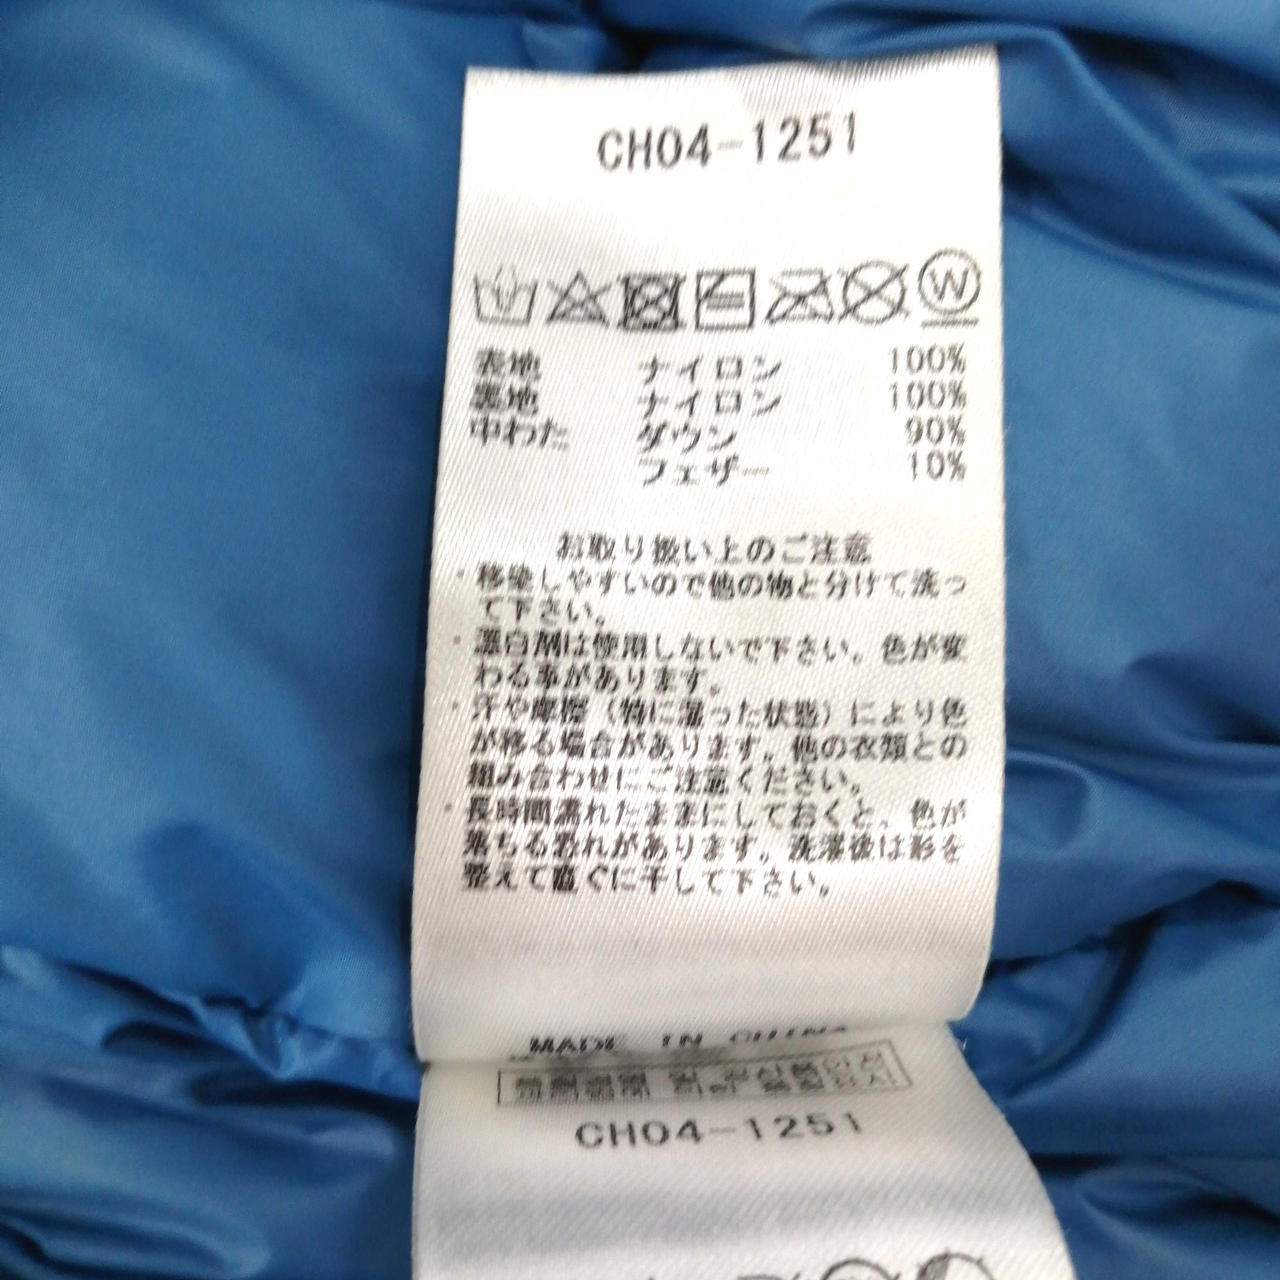 CH04-1251
W
表地 ナイロン 100%
裏地 ナイロン 100%
中わた ダウン 90%
フェザー 10%
お取り扱い上のご注意
・移染しやすいので他の物と分けて洗っ
て下さい。
・漂白剤は使用しないで下さい。色が変
わる事があります。
・汗や摩擦（特に湿った状態）により色
が移る場合があります。他の衣類との
組み合わせにご注意ください。
・長時間濡れたままにしておくと、色が
落ちる恐れがあります。洗濯後は形を
整えて直ぐに干して下さい。
MADE IN CHINA
CH04-1251